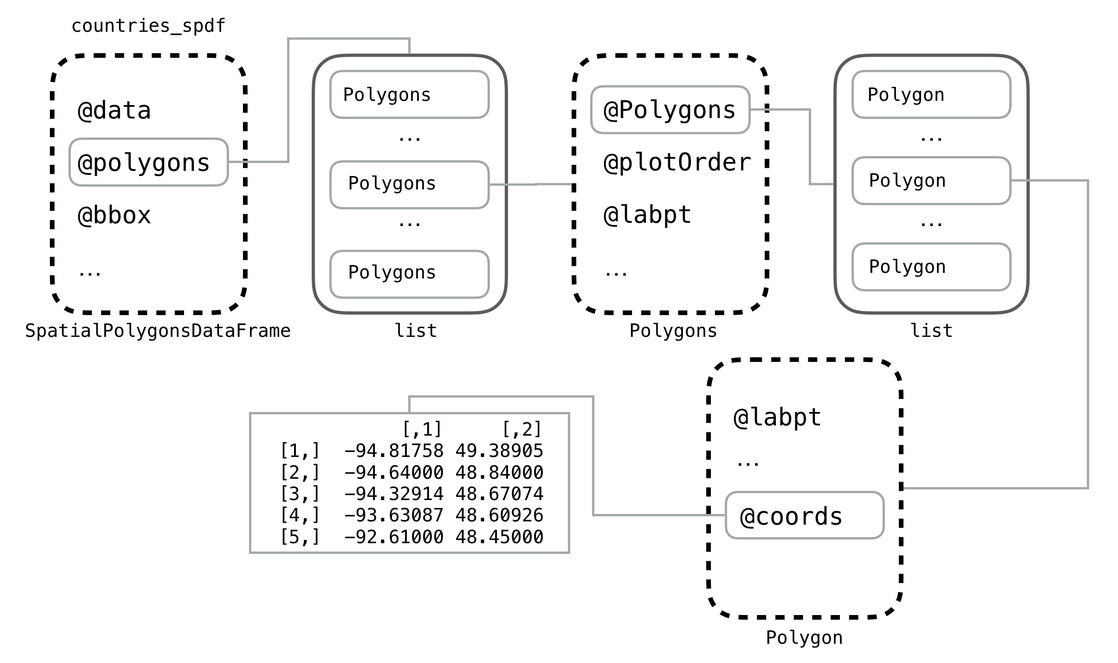 countries_spdf
@data
@polygons
@bbox
...
SpatialPolygonsDataFrame
Polygons
...
Polygons
...
Polygons
list
@Polygons
@plotOrder
@labpt
...
Polygons
Polygon
...
Polygon
...
Polygon
list
@labpt
...
@coords
Polygon
[,1] [,2]
[1,] −94.81758 49.38905
[2,] −94.64000 48.84000
[3,] −94.32914 48.67074
[4,] −93.63087 48.60926
[5,] −92.61000 48.45000